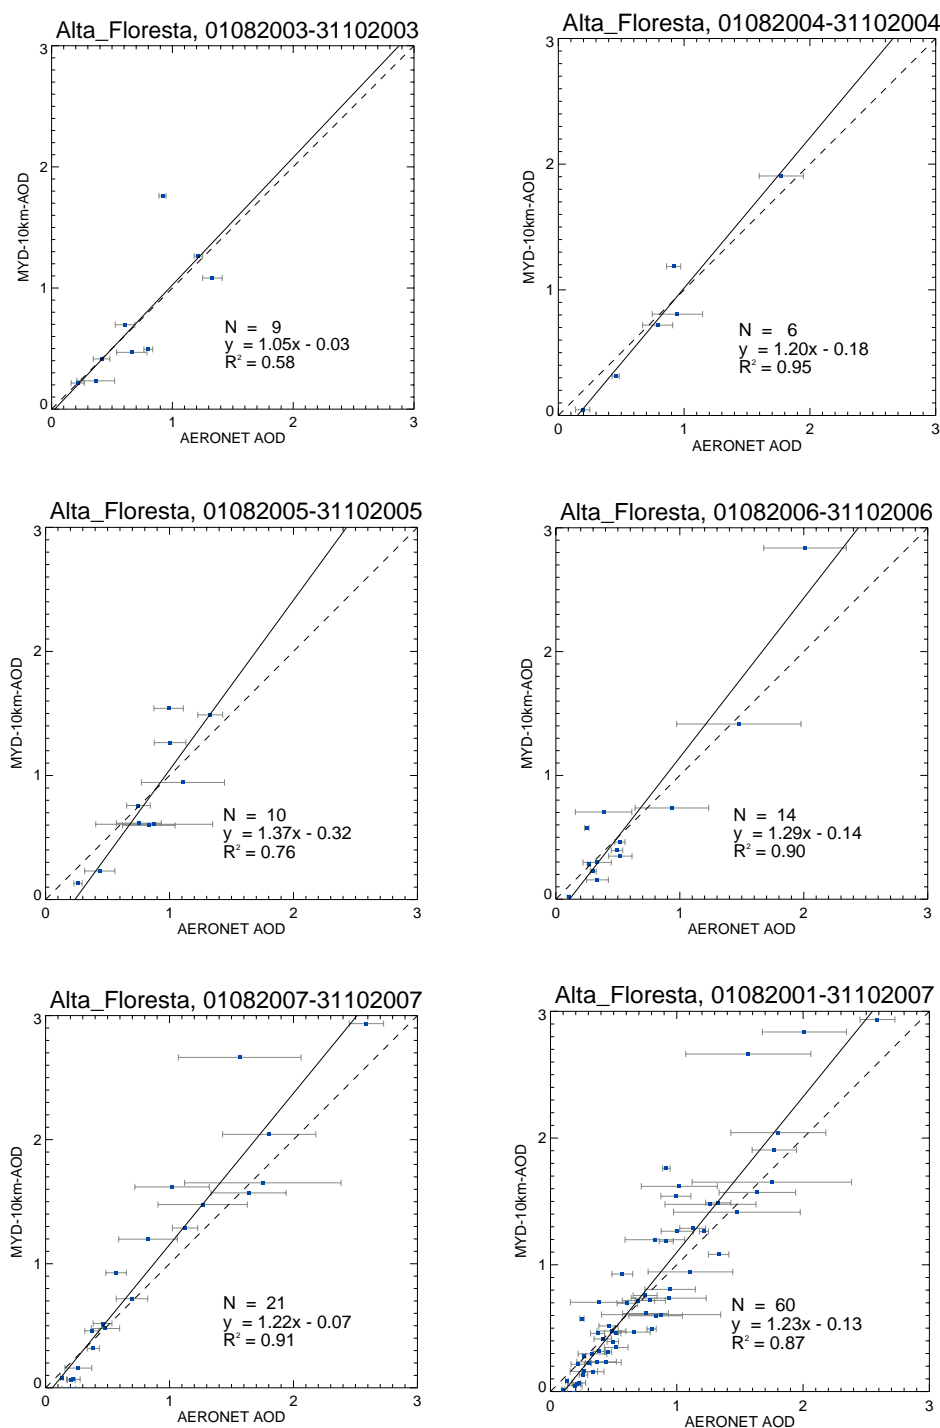 Alta_Floresta, 01082003-31102003
3
2
1
0
MYD-10km-AOD
N = 9
y = 1.05x - 0.03
R² = 0.58
0 1 2 3
AERONET AOD
Alta_Floresta, 01082004-31102004
3
2
1
0
MYD-10km-AOD
N = 6
y = 1.20x - 0.18
R² = 0.95
0 1 2 3
AERONET AOD
Alta_Floresta, 01082005-31102005
3
2
1
0
MYD-10km-AOD
N = 10
y = 1.37x - 0.32
R² = 0.76
0 1 2 3
AERONET AOD
Alta_Floresta, 01082006-31102006
3
2
1
0
MYD-10km-AOD
N = 14
y = 1.29x - 0.14
R² = 0.90
0 1 2 3
AERONET AOD
Alta_Floresta, 01082007-31102007
3
2
1
0
MYD-10km-AOD
N = 21
y = 1.22x - 0.07
R² = 0.91
0 1 2 3
AERONET AOD
Alta_Floresta, 01082001-31102007
3
2
1
0
MYD-10km-AOD
N = 60
y = 1.23x - 0.13
R² = 0.87
0 1 2 3
AERONET AOD